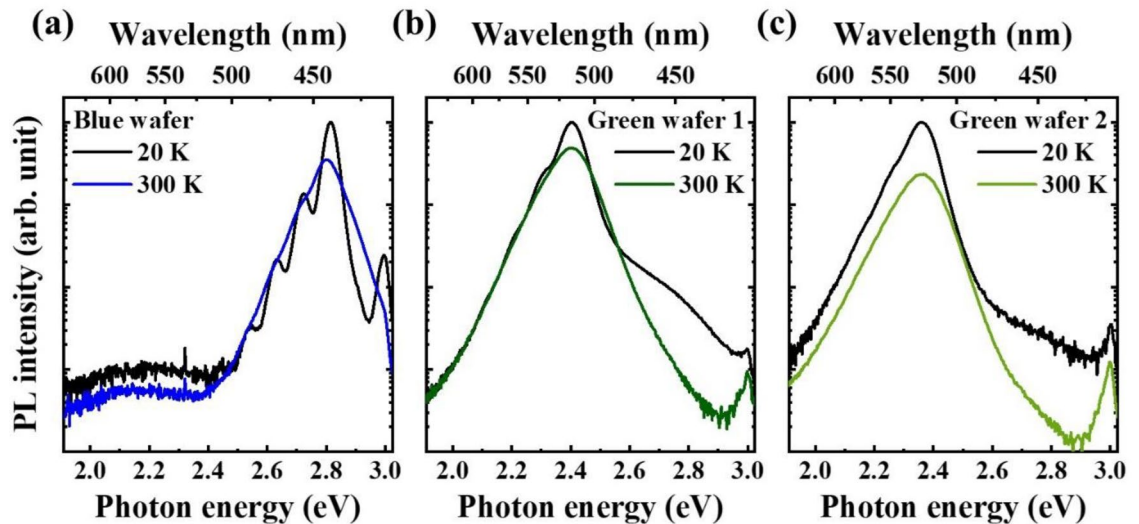 (a)
Wavelength (nm)
600 550 500 450
Blue wafer
20 K
300 K
PL intensity (arb. unit)
2.0 2.2 2.4 2.6 2.8 3.0
Photon energy (eV)
(b)
Wavelength (nm)
600 550 500 450
Green wafer 1
20 K
300 K
2.0 2.2 2.4 2.6 2.8 3.0
Photon energy (eV)
(c)
Wavelength (nm)
600 550 500 450
Green wafer 2
20 K
300 K
2.0 2.2 2.4 2.6 2.8 3.0
Photon energy (eV)